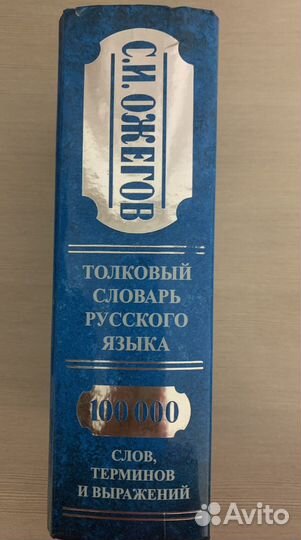 С.И. ОЖЕГОВ
ТОЛКОВЫЙ
СЛОВАРЬ
РУССКОГО
ЯЗЫКА
100 000
СЛОВ,
ТЕРМИНОВ
И ВЫРАЖЕНИЙ
Avito